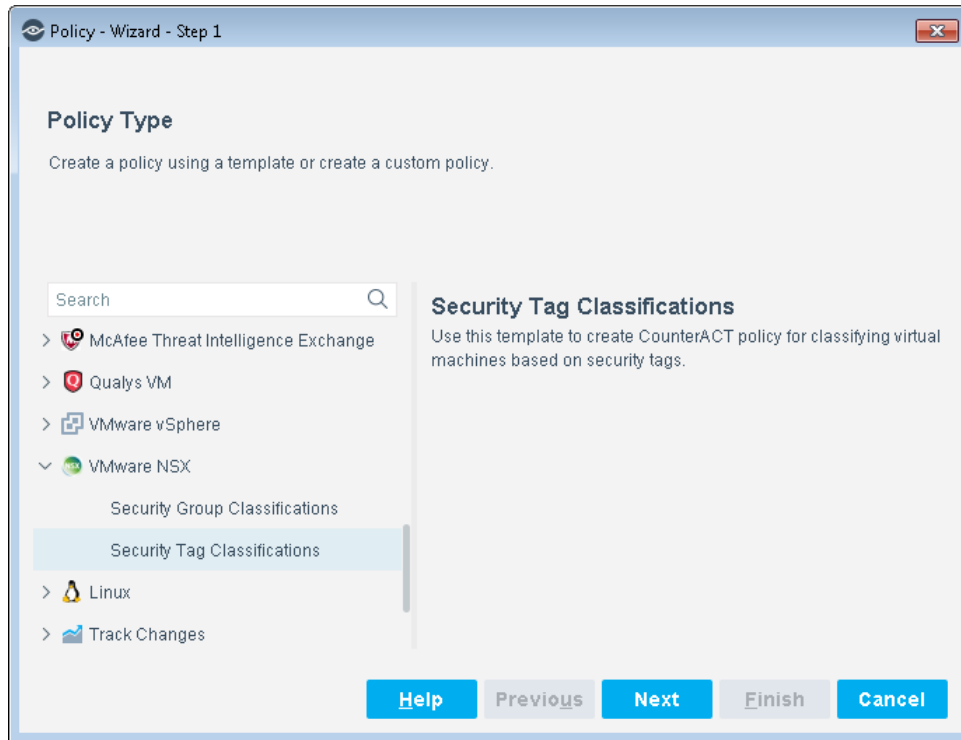 Policy - Wizard - Step 1
Policy Type
Create a policy using a template or create a custom policy.
Search
McAfee Threat Intelligence Exchange
Qualys VM
VMware vSphere
VMware NSX
Security Group Classifications
Security Tag Classifications
Linux
Track Changes
Security Tag Classifications
Use this template to create CounterACT policy for classifying virtual
machines based on security tags.
Help
Previous
Next
Finish
Cancel